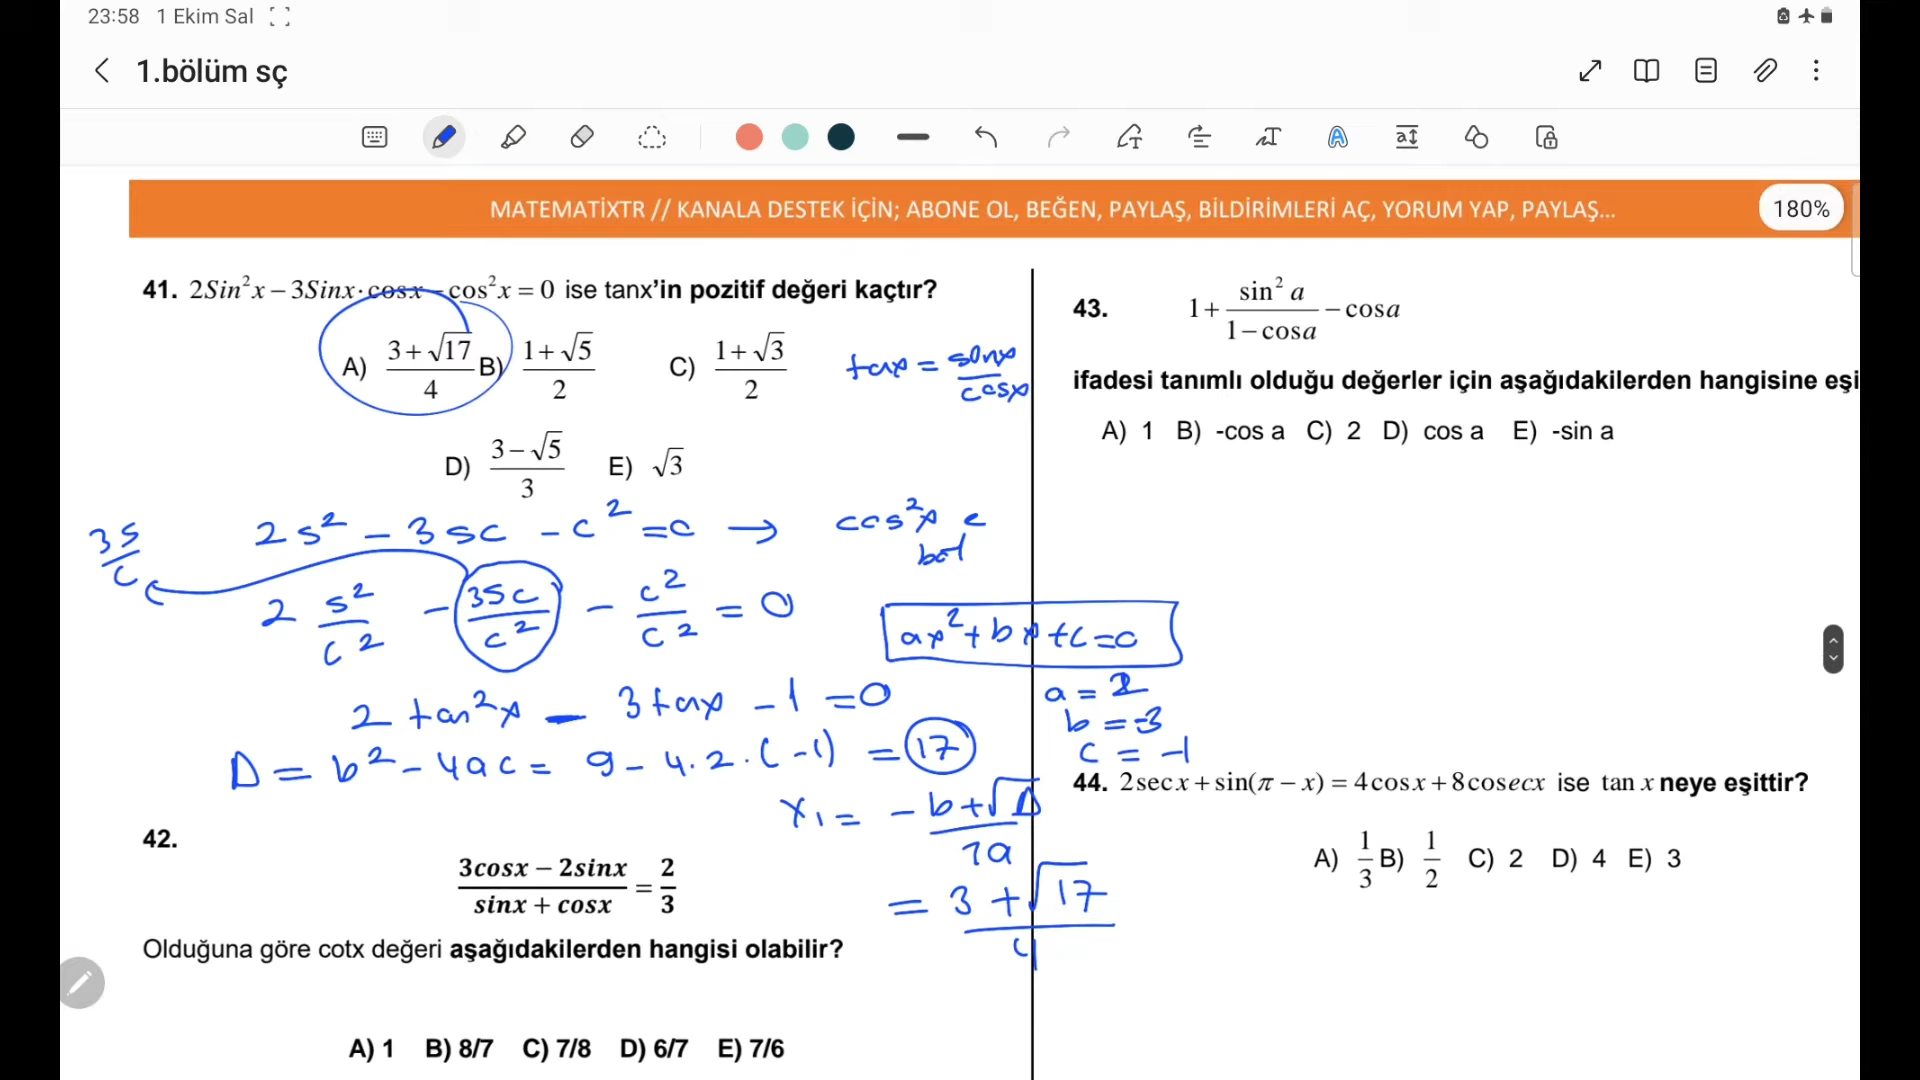 23:58 1 Ekim Sal
1.bölüm sç
MATEMATİXTR // KANALA DESTEK İÇİN; ABONE OL, BEĞEN, PAYLAŞ, BİLDİRİMLERİ AÇ, YORUM YAP, PAYLAŞ...
180%
41. 2Sin²x – 3Sinx·cosx – cos²x = 0 ise tanx'in pozitif değeri kaçtır?
A) (3+√17)/4 B) (1+√5)/2 C) (1+√3)/2
D) (3–√5)/3 E) √3
tanx = sinx/cosx
2s² – 3sc – c² = 0 → cos²x e
böl
3s/c
2 s²/c² – 3sc/c² – c²/c² = 0
2 tan²x – 3tanx – 1 = 0
Δ = b² – 4ac = 9 – 4.2.(–1) = 17
ax² + bx + c = 0
a = 2
b = –3
c = –1
x₁ = (–b + √Δ)/2a
= (3 + √17)/4
42.
(3cosx – 2sinx)/(sinx + cosx) = 2/3
Olduğuna göre cotx değeri aşağıdakilerden hangisi olabilir?
A) 1 B) 8/7 C) 7/8 D) 6/7 E) 7/6
43. 1 + sin² a/(1 – cos a) – cos a
ifadesi tanımlı olduğu değerler için aşağıdakilerden hangisine eşi
A) 1 B) -cos a C) 2 D) cos a E) -sin a
44. 2secx + sin(π – x) = 4cosx + 8cosecx ise tan x neye eşittir?
A) 1/3 B) 1/2 C) 2 D) 4 E) 3